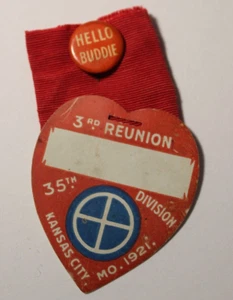 HELLO
BUDDIE
3RD REUNION
35TH DIVISION
KANSAS CITY, MO. 1921.